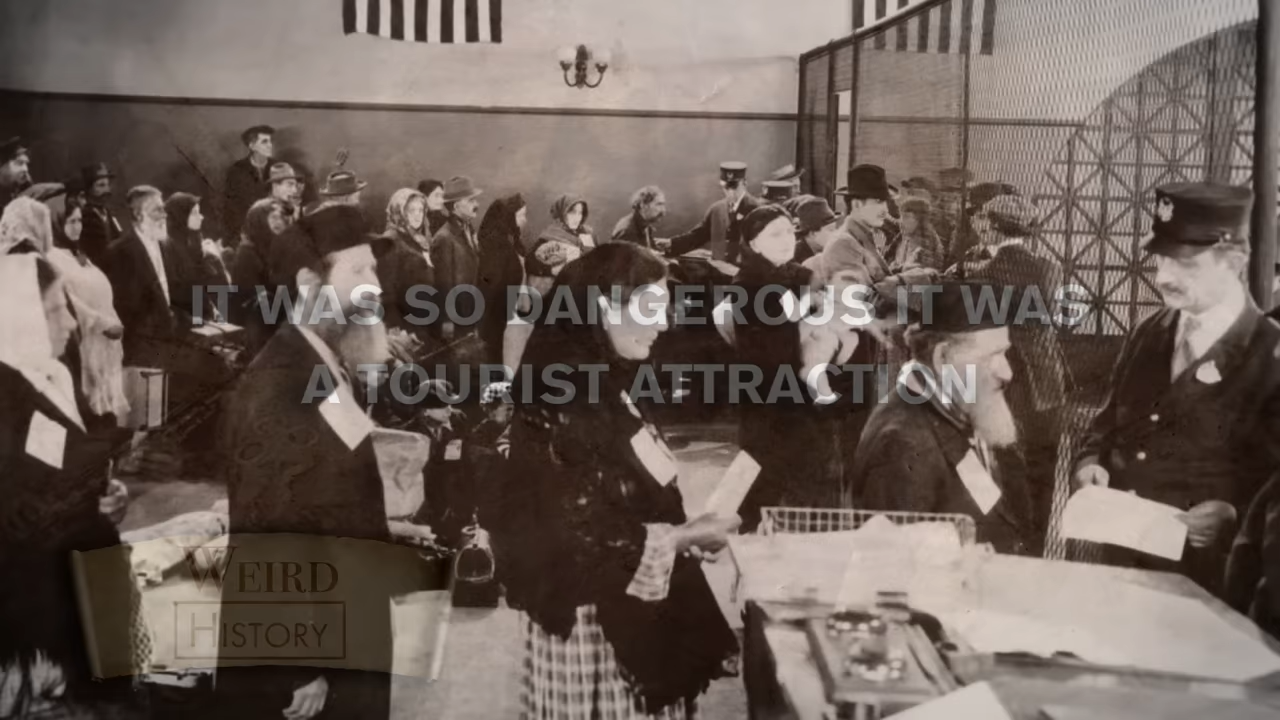 IT WAS SO DANGEROUS IT WAS
A TOURIST ATTRACTION
WEIRD
HISTORY